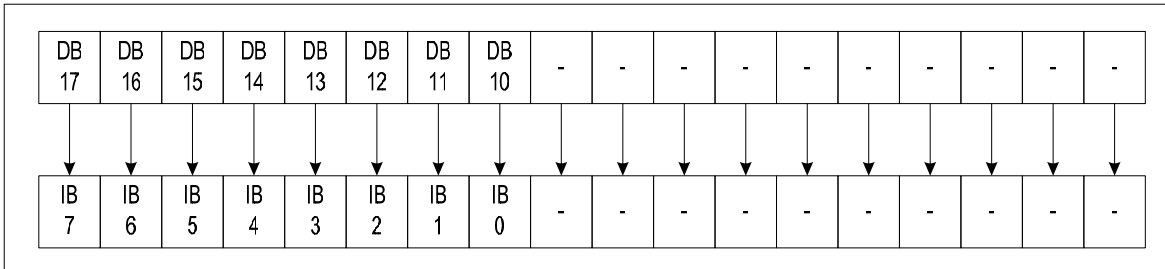 DB DB DB DB DB DB DB DB - - - - - - - - - -
17 16 15 14 13 12 11 10
IB IB IB IB IB IB IB IB - - - - - - - - - -
7 6 5 4 3 2 1 0